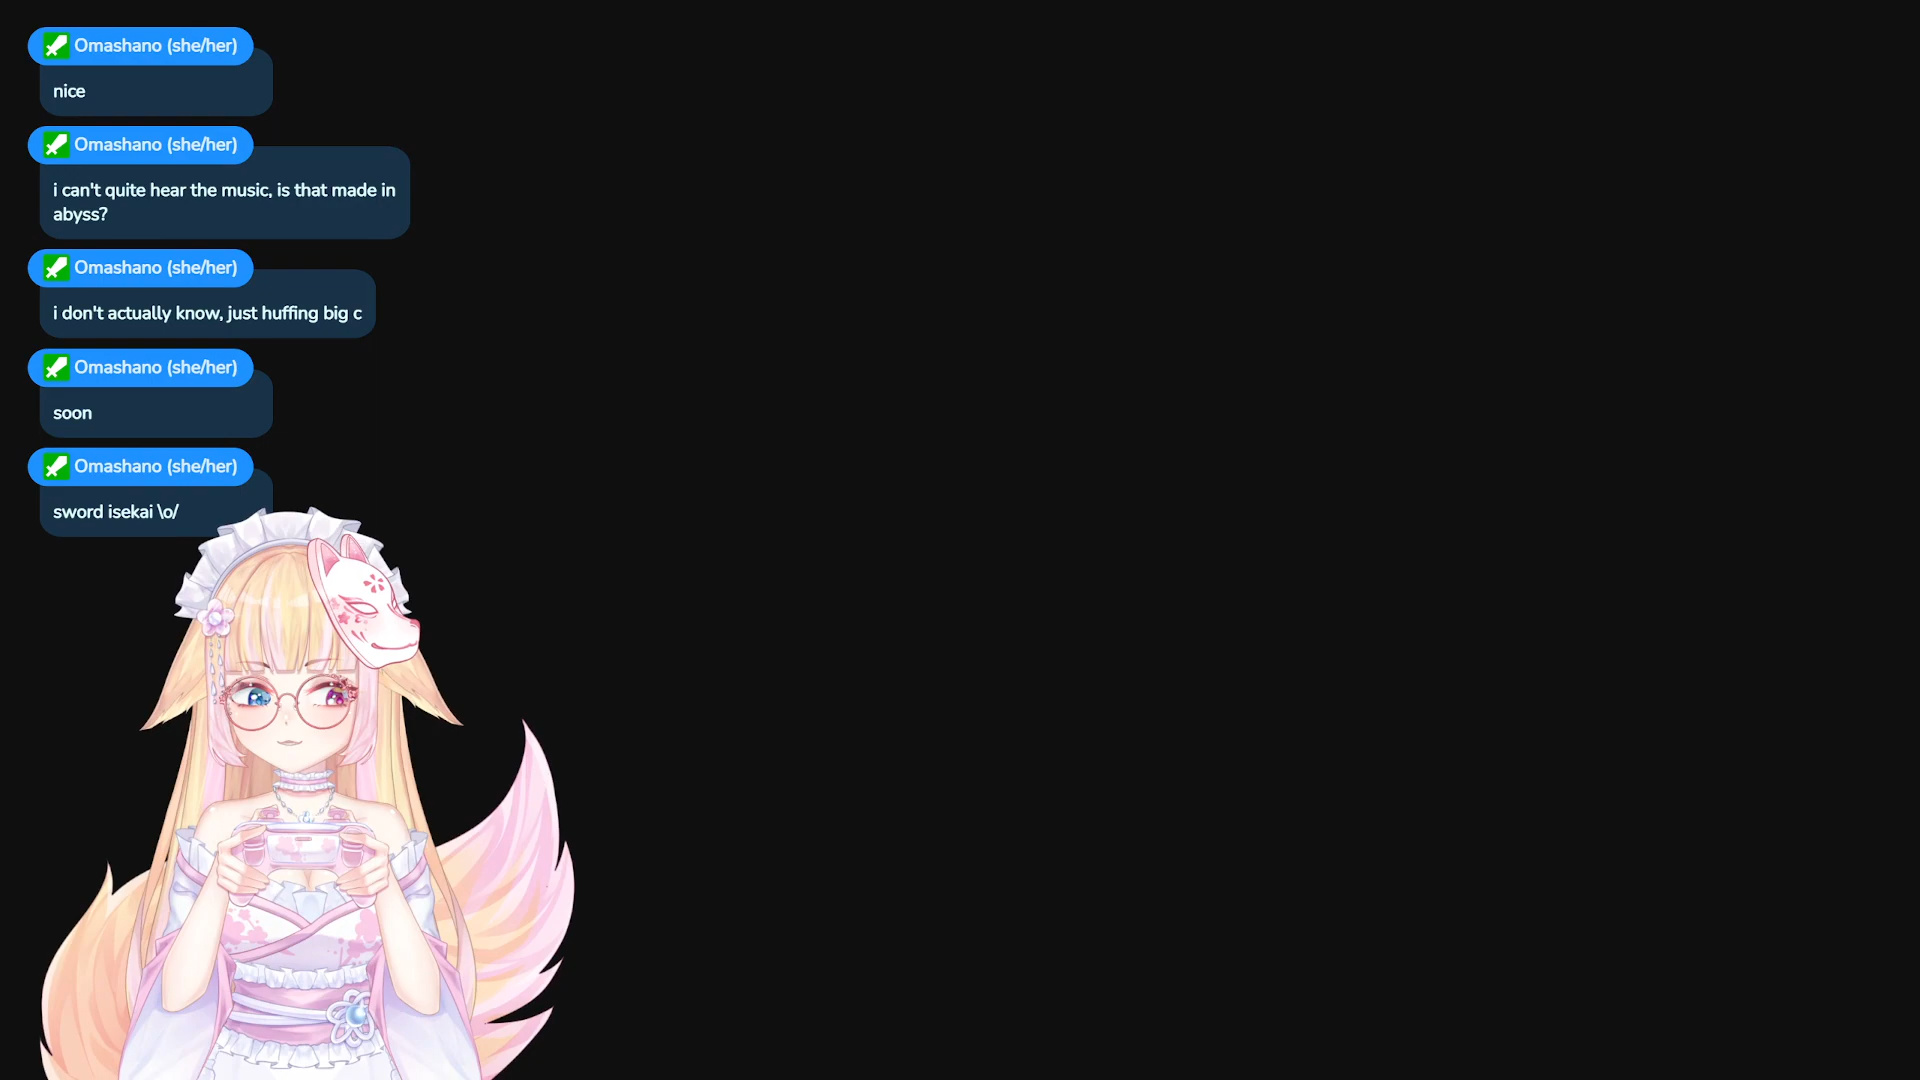 Omashano (she/her)
nice
Omashano (she/her)
i can't quite hear the music, is that made in
abyss?
Omashano (she/her)
i don't actually know, just huffing big c
Omashano (she/her)
soon
Omashano (she/her)
sword isekai \o/